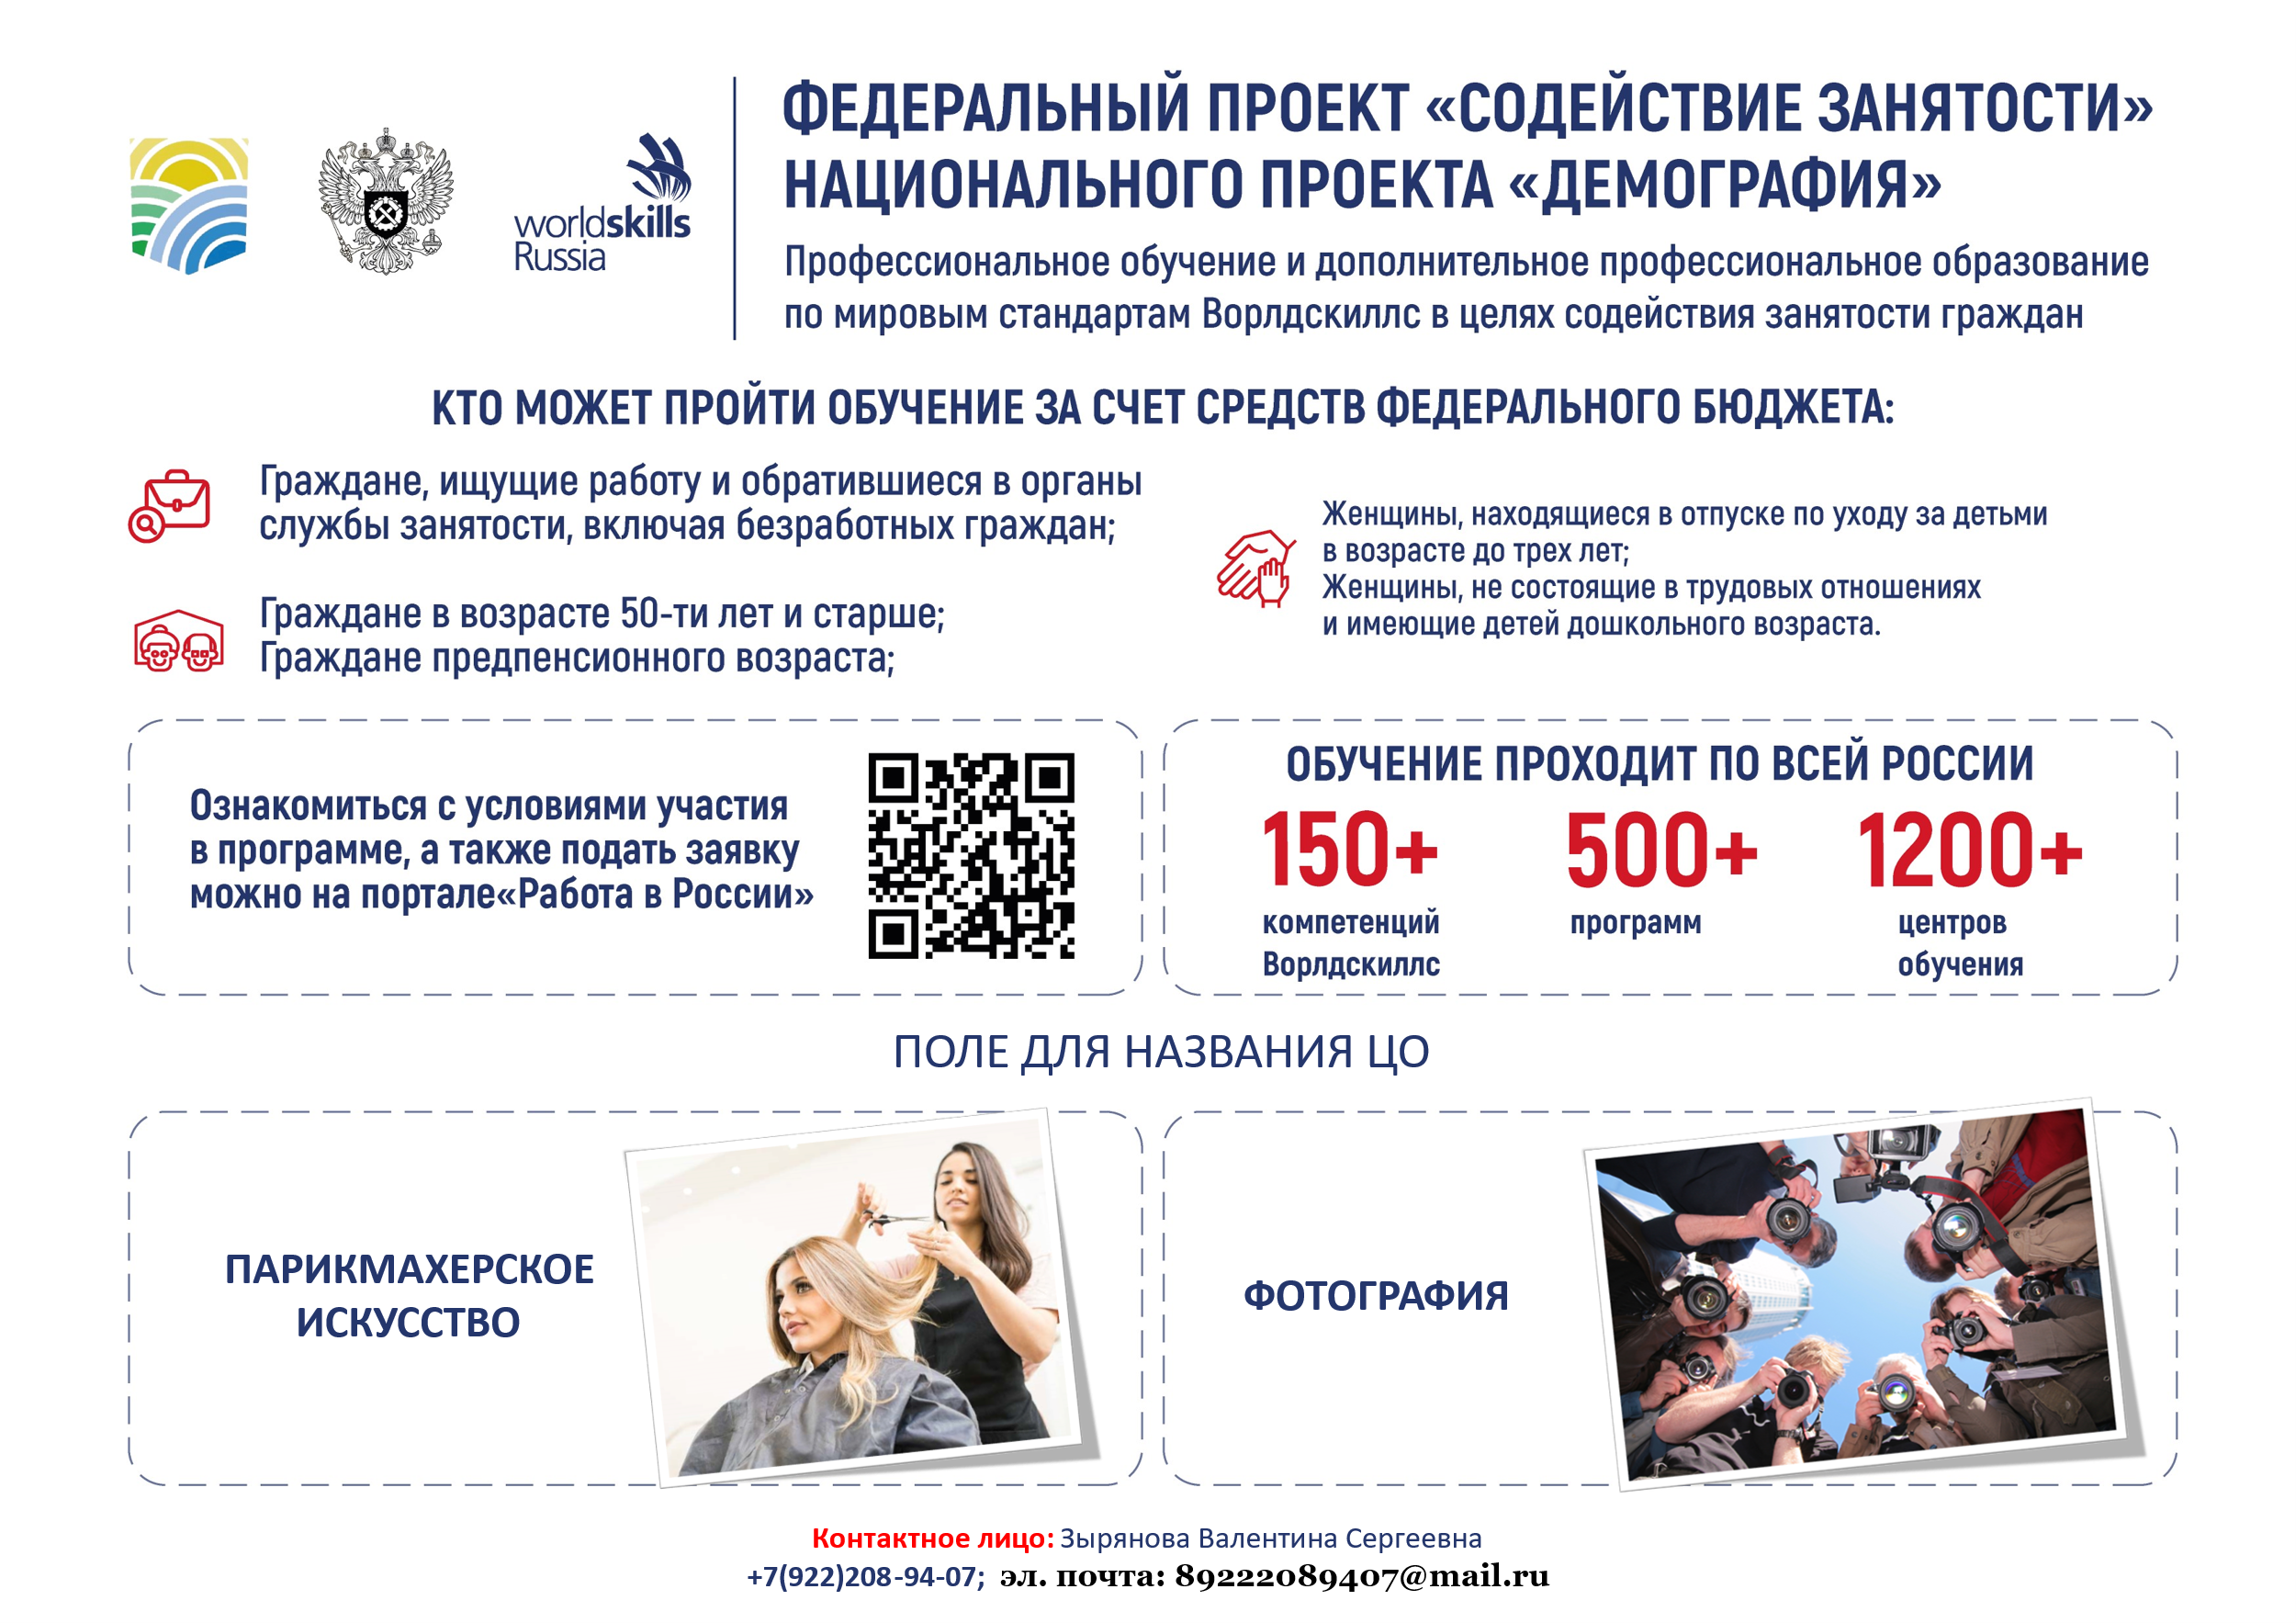 worldskills
Russia
ФЕДЕРАЛЬНЫЙ ПРОЕКТ «СОДЕЙСТВИЕ ЗАНЯТОСТИ»
НАЦИОНАЛЬНОГО ПРОЕКТА «ДЕМОГРАФИЯ»
Профессиональное обучение и дополнительное профессиональное образование
по мировым стандартам Ворлдскиллс в целях содействия занятости граждан
КТО МОЖЕТ ПРОЙТИ ОБУЧЕНИЕ ЗА СЧЕТ СРЕДСТВ ФЕДЕРАЛЬНОГО БЮДЖЕТА:
Граждане, ищущие работу и обратившиеся в органы
службы занятости, включая безработных граждан;
Граждане в возрасте 50-ти лет и старше;
Граждане предпенсионного возраста;
Женщины, находящиеся в отпуске по уходу за детьми
в возрасте до трех лет;
Женщины, не состоящие в трудовых отношениях
и имеющие детей дошкольного возраста.
Ознакомиться с условиями участия
в программе, а также подать заявку
можно на портале«Работа в России»
ОБУЧЕНИЕ ПРОХОДИТ ПО ВСЕЙ РОССИИ
150+
компетенций
Ворлдскиллс
500+
программ
1200+
центров
обучения
ПОЛЕ ДЛЯ НАЗВАНИЯ ЦО
ПАРИКМАХЕРСКОЕ
ИСКУССТВО
ФОТОГРАФИЯ
Контактное лицо: Зырянова Валентина Сергеевна
+7(922)208-94-07; эл. почта: 89222089407@mail.ru